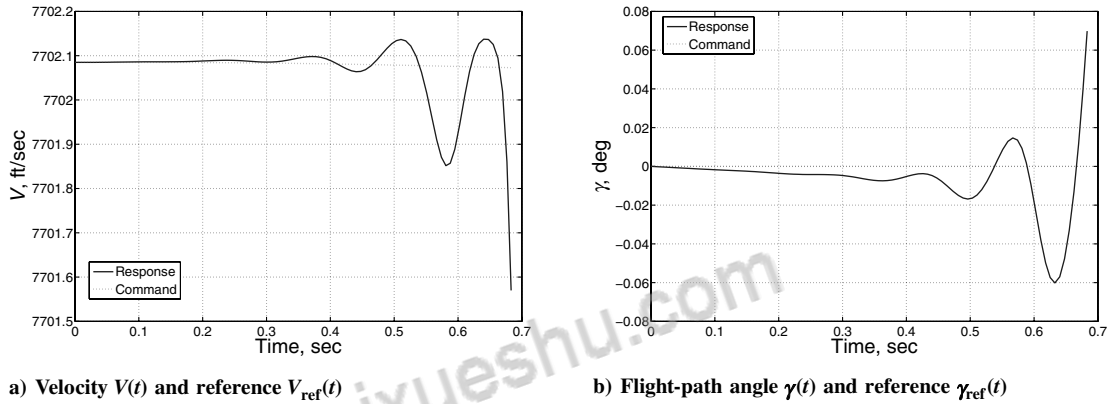 7702.2
7702.1
7702
7701.9
7701.8
7701.7
7701.6
7701.5
V, ft/sec
Response
Command
0 0.1 0.2 0.3 0.4 0.5 0.6 0.7
Time, sec
a) Velocity V(t) and reference Vref(t)
0.08
0.06
0.04
0.02
0
−0.02
−0.04
−0.06
−0.08
γ, deg
Response
Command
0 0.1 0.2 0.3 0.4 0.5 0.6 0.7
Time, sec
b) Flight-path angle γ(t) and reference γref(t)
ixueshu.com